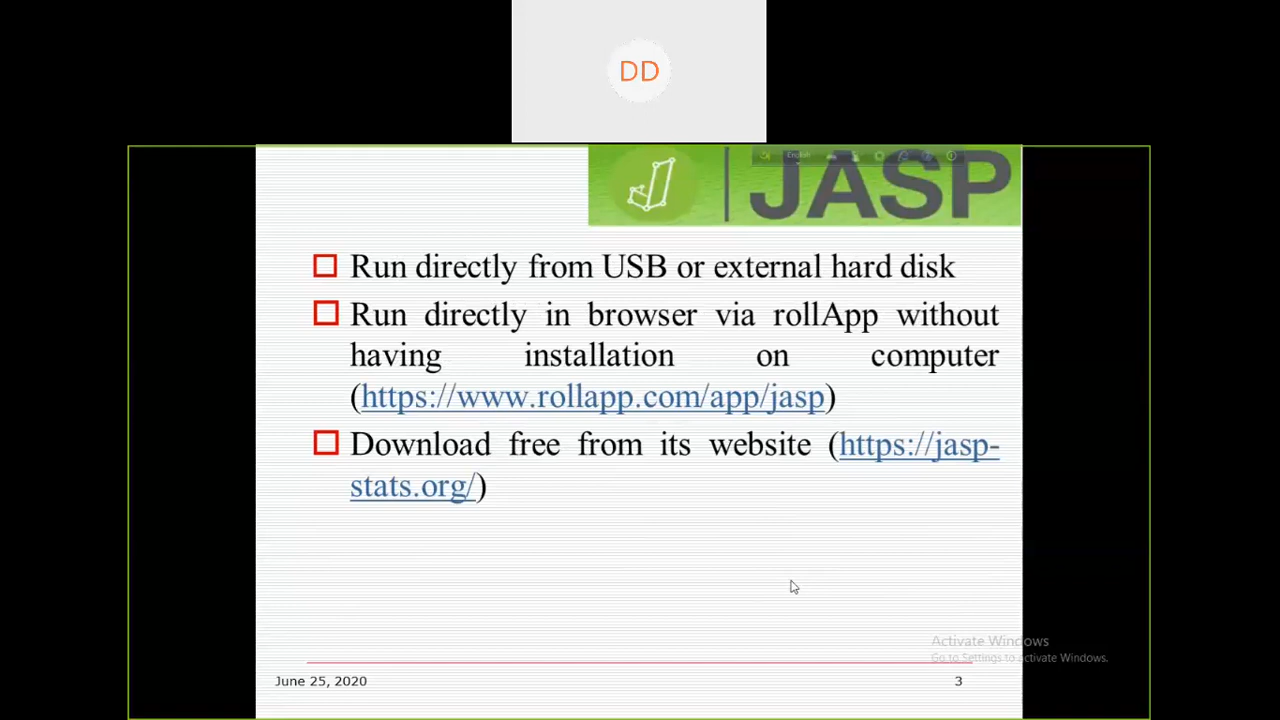 DD
English
JASP
Run directly from USB or external hard disk
Run directly in browser via rollApp without
having installation on computer
(https://www.rollapp.com/app/jasp)
Download free from its website (https://jasp-
stats.org/)
Activate Windows
Go to Settings to activate Windows.
June 25, 2020
3